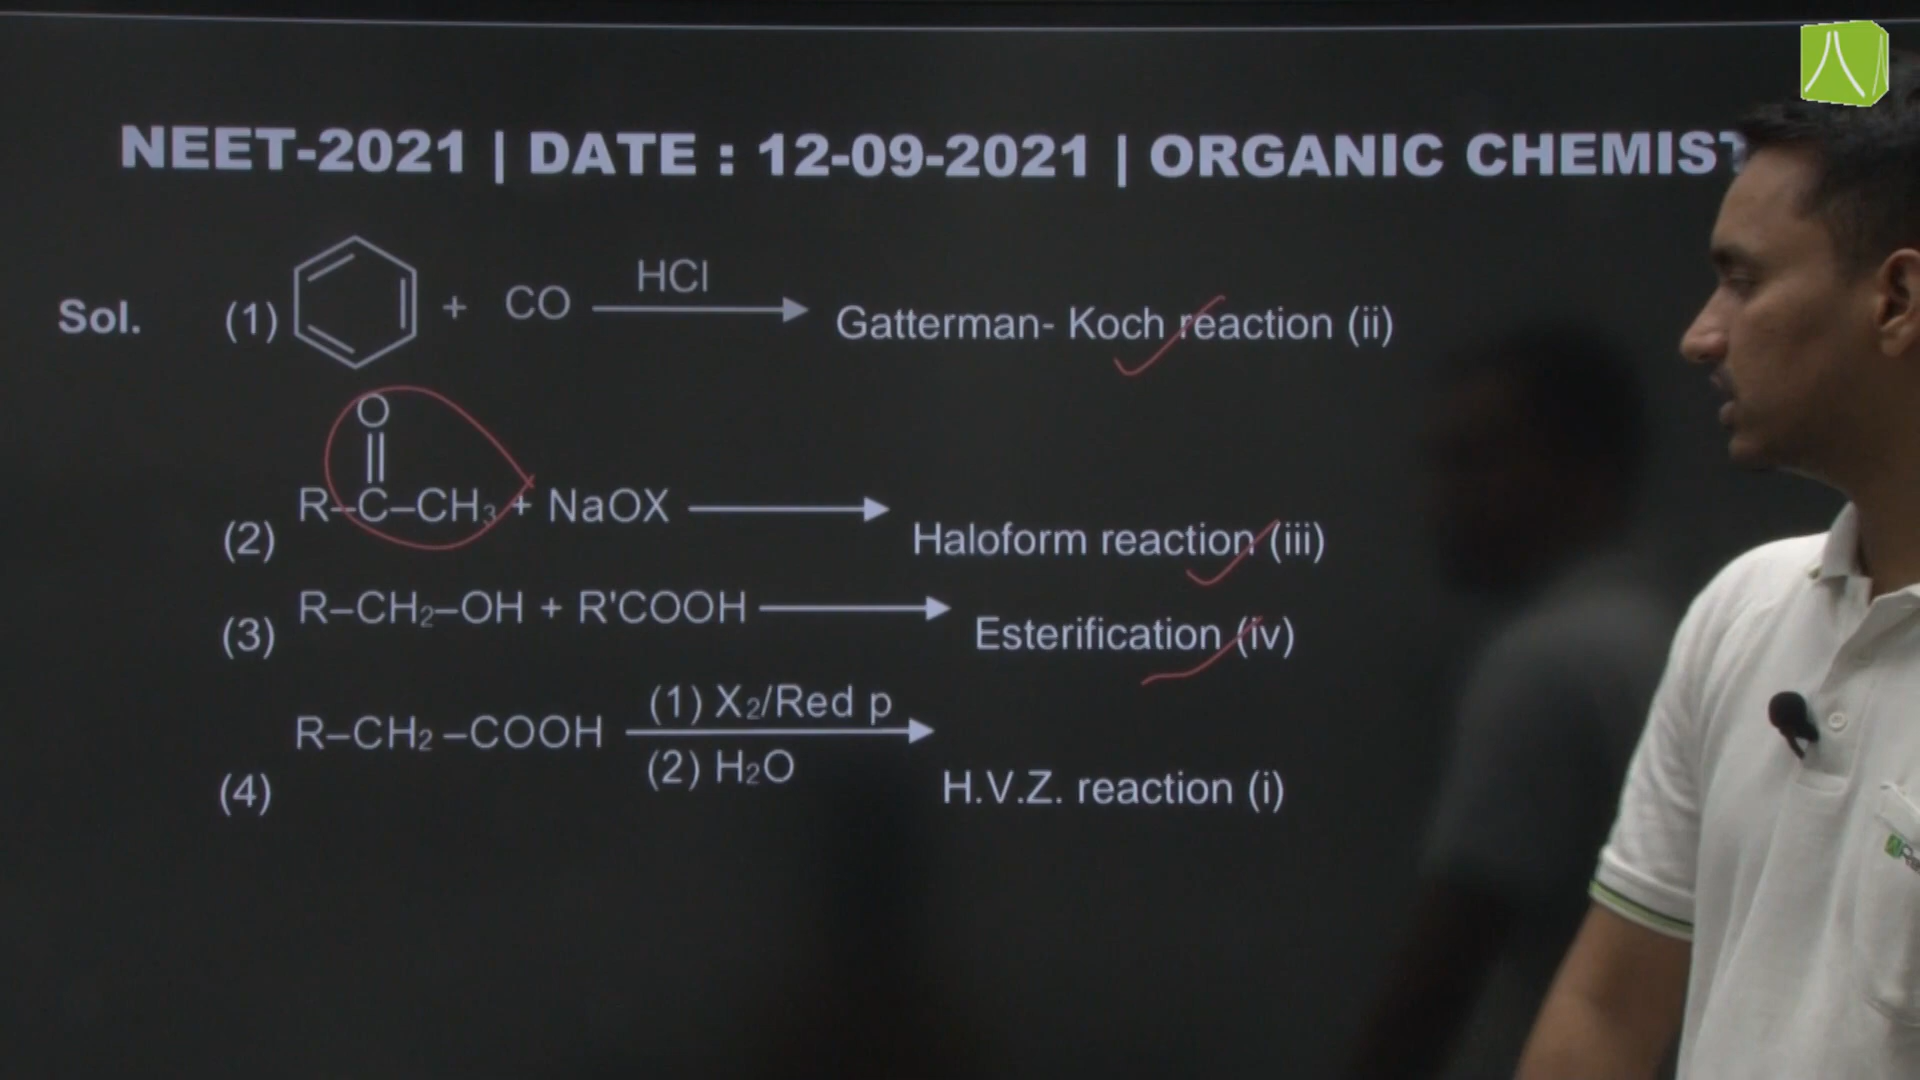 NEET-2021 | DATE : 12-09-2021 | ORGANIC CHEMIST
Sol. (1) + CO HCl Gatterman- Koch reaction (ii)
O
(2) R–C–CH3 + NaOX Haloform reaction (iii)
(3) R–CH2–OH + R'COOH Esterification (iv)
(1) X2/Red p
(4) R–CH2–COOH H.V.Z. reaction (i)
(2) H2O